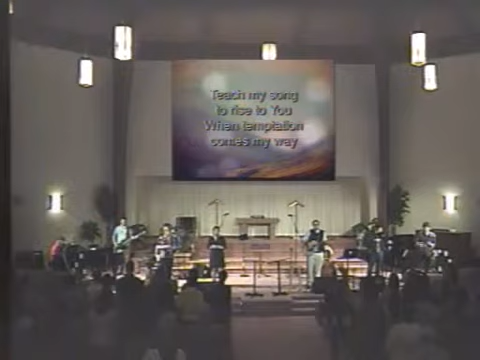 Teach my song
to rise to You
When temptation
comes my way